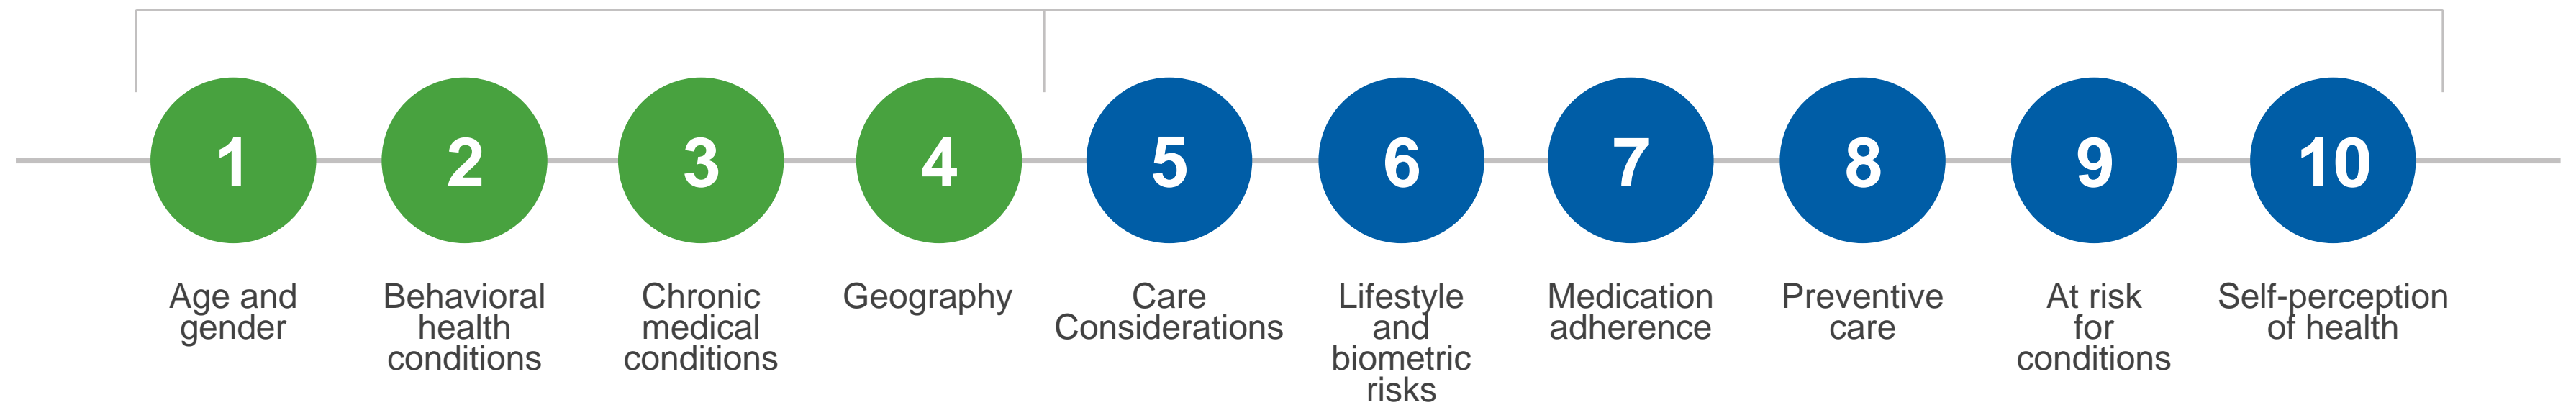 1
2
3
4
5
6
7
8
9
10
Age and
gender
Behavioral
health
conditions
Chronic
medical
conditions
Geography
Care
Considerations
Lifestyle
and
biometric
risks
Medication
adherence
Preventive
care
At risk
for
conditions
Self-perception
of health